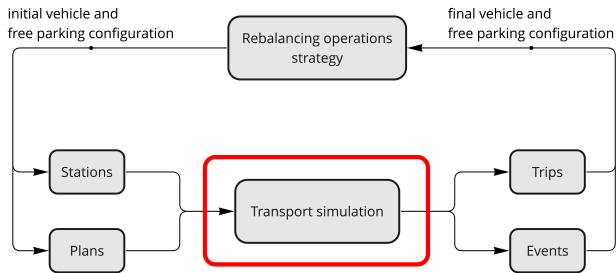 initial vehicle and
free parking configuration
final vehicle and
free parking configuration
Rebalancing operations
strategy
Stations
Trips
Transport simulation
Plans
Events